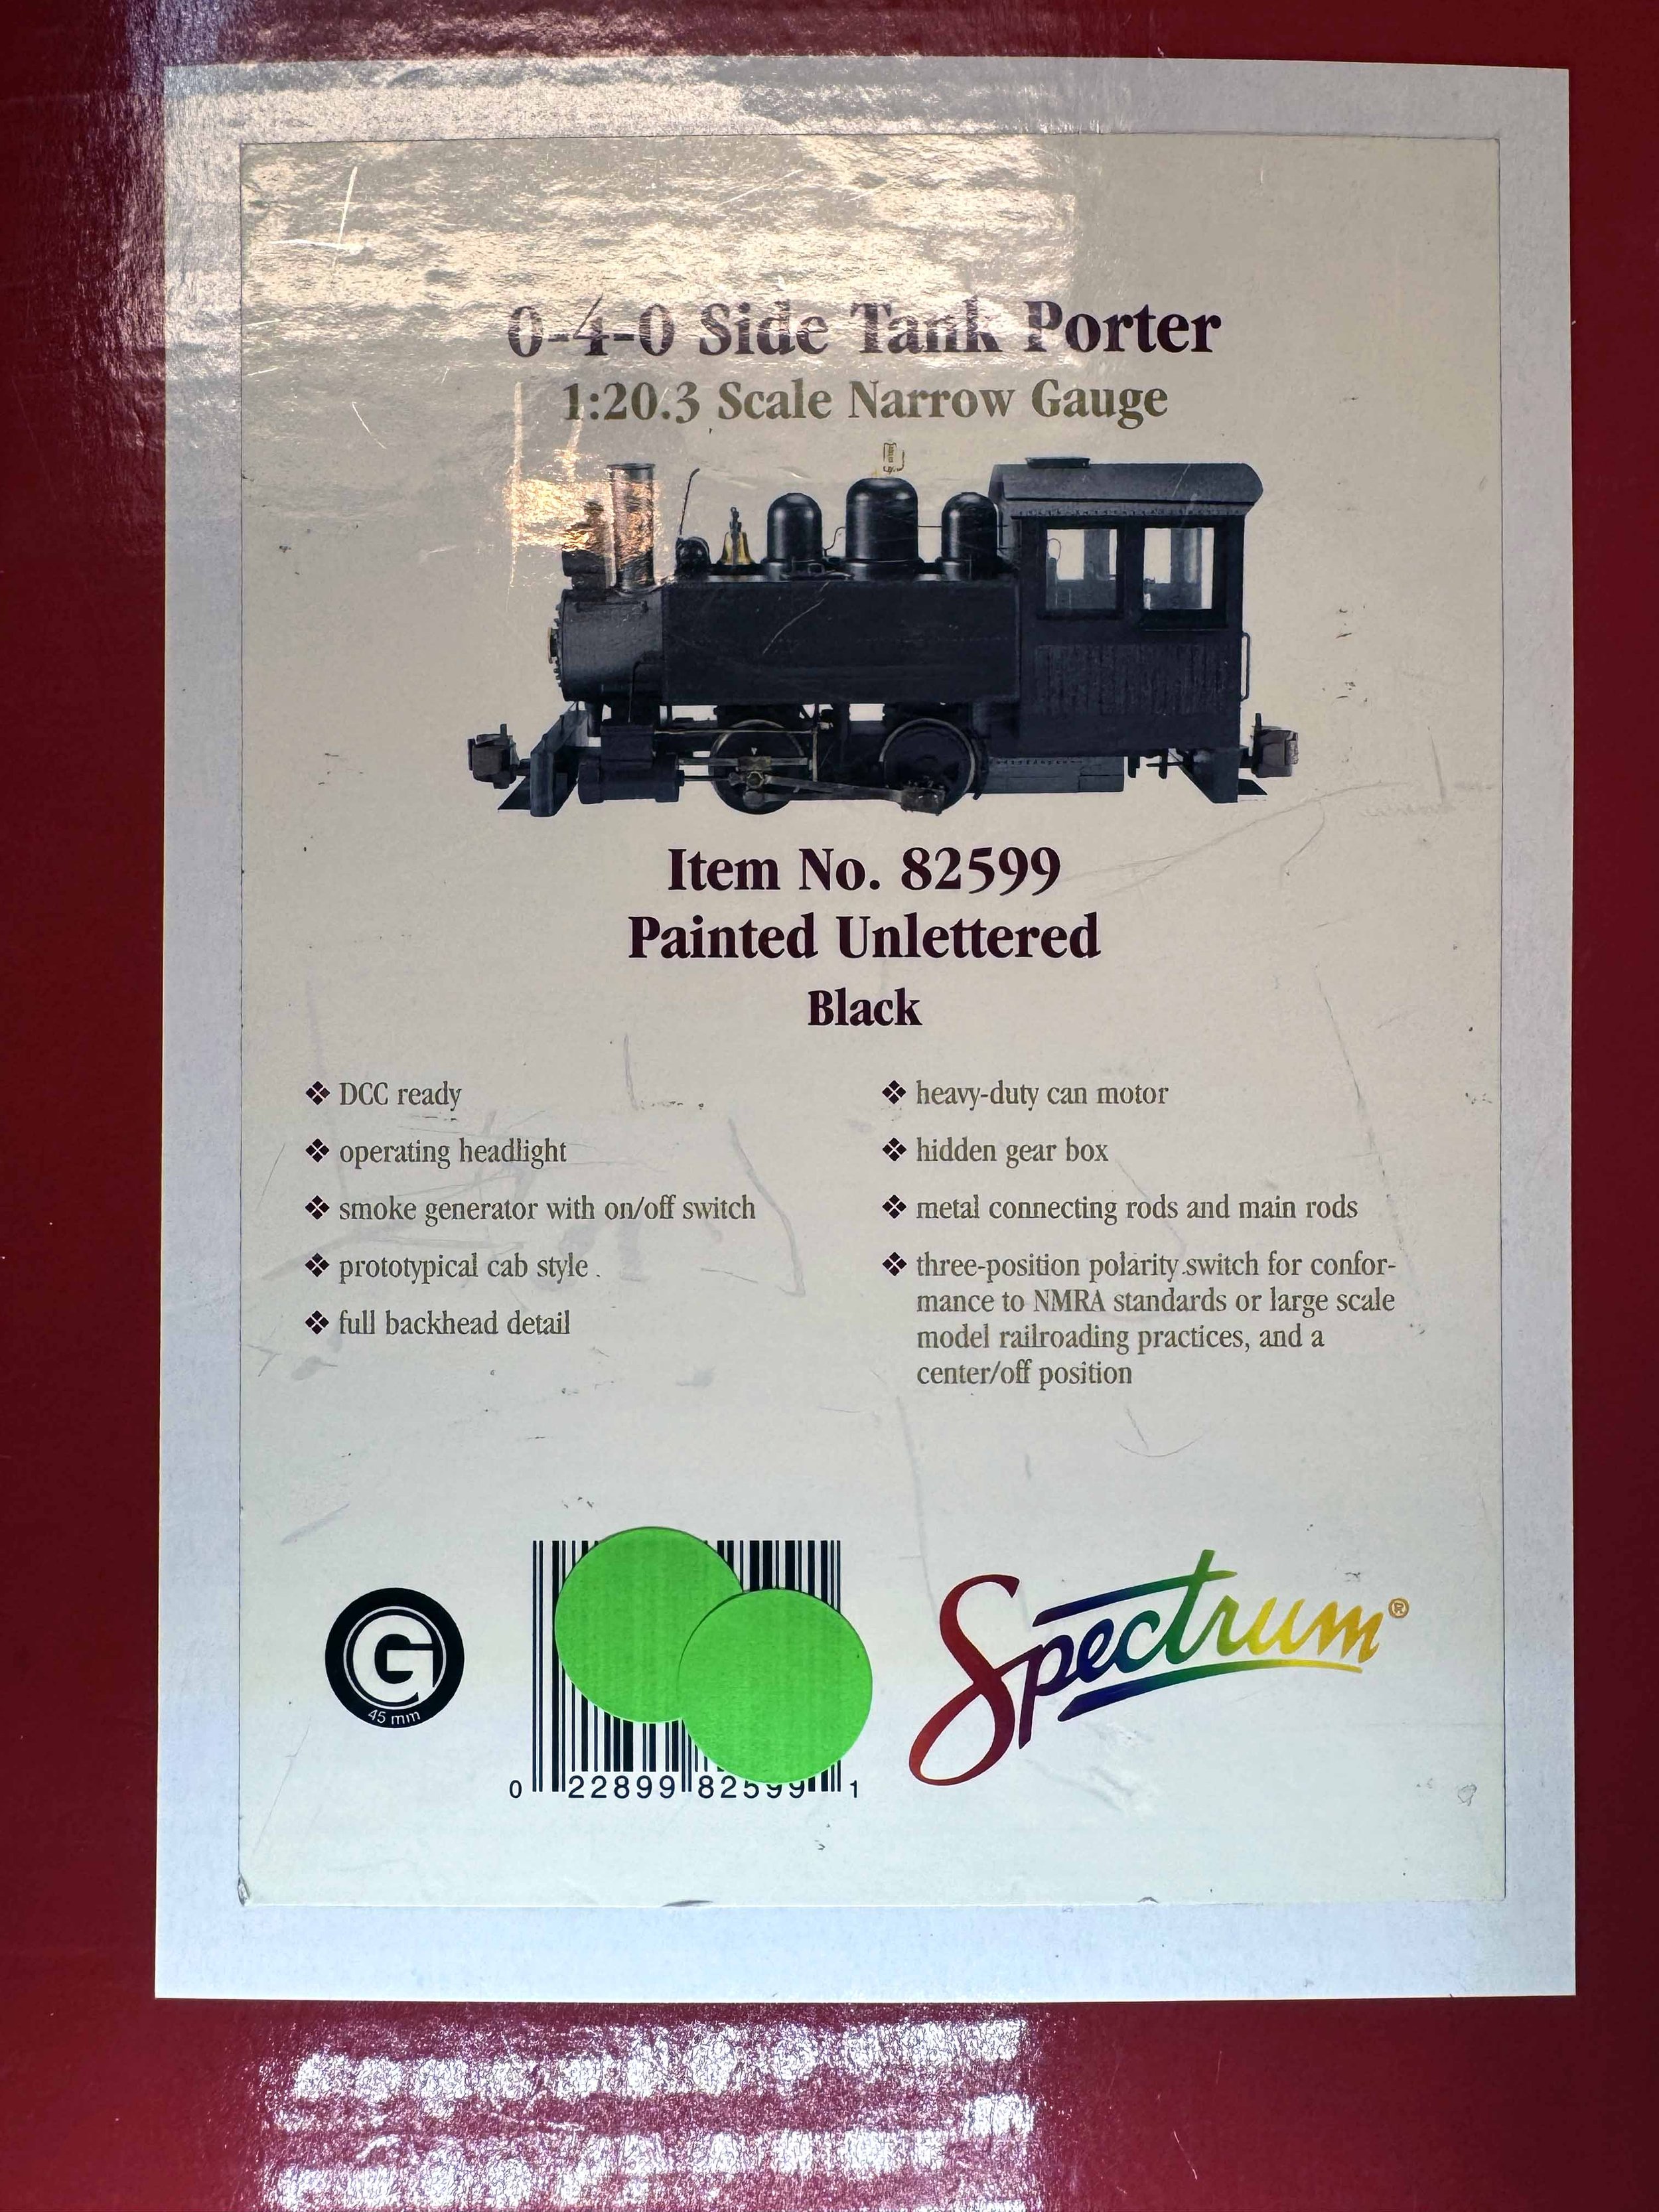 0-4-0 Side Tank Porter
1:20.3 Scale Narrow Gauge
Item No. 82599
Painted Unlettered
Black
❖ DCC ready
❖ operating headlight
❖ smoke generator with on/off switch
❖ prototypical cab style
❖ full backhead detail
❖ heavy-duty can motor
❖ hidden gear box
❖ metal connecting rods and main rods
❖ three-position polarity switch for confor-
mance to NMRA standards or large scale
model railroading practices, and a
center/off position
G
45 mm
0 22899 82599 1
Spectrum®